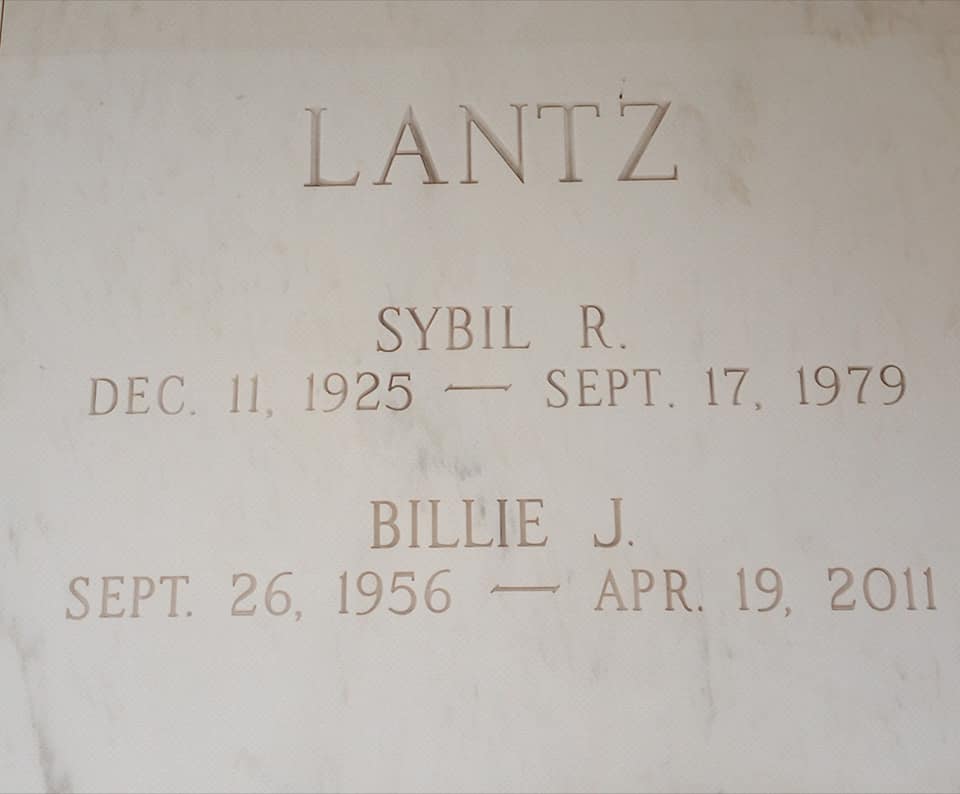 LANTZ
SYBIL R.
DEC. 11, 1925 — SEPT. 17, 1979
BILLIE J.
SEPT. 26, 1956 — APR. 19, 2011